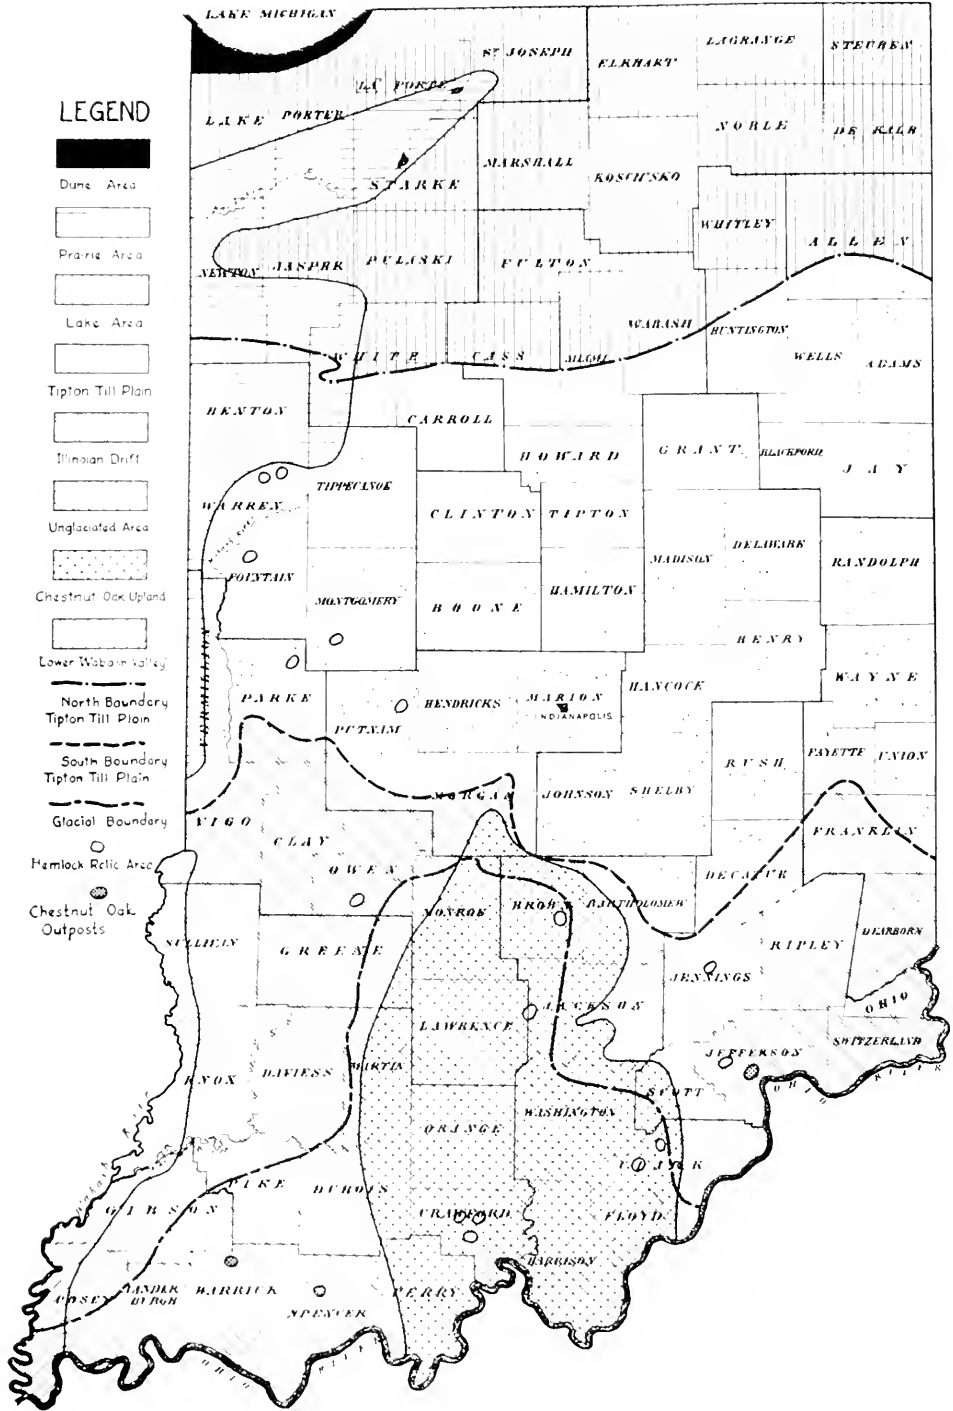 LAKE MICHIGAN
LEGEND
Dune Area
Prairie Area
Lake Area
Tipton Till Plain
Illinoian Drift
Unglaciated Area
Chestnut Oak Upland
Lower Wabash Valley
North Boundary
Tipton Till Plain
South Boundary
Tipton Till Plain
Glacial Boundary
Hemlock Relic Area
Chestnut Oak
Outposts
ST JOSEPH
ELKHART
LAGRANGE
STEUBEN
LA PORTE
LAKE
PORTER
NOBLE
DE KALB
MARSHALL
KOSCI'SKO
STARKE
WHITLEY
ALLEN
NEWTON
JASPER
PULASKI
FULTON
WABASH
HUNTINGTON
WHITE
CASS
MIAMI
WELLS
ADAMS
BENTON
CARROLL
HOWARD
GRANT
BLACKFORD
JAY
WARREN
TIPPECANOE
CLINTON
TIPTON
MADISON
DELAWARE
RANDOLPH
FOUNTAIN
MONTGOMERY
BOONE
HAMILTON
HENRY
VERMILLION
PARKE
PUTNAM
HENDRICKS
MARION
INDIANAPOLIS
HANCOCK
WAYNE
RUSH
FAYETTE
UNION
VIGO
CLAY
OWEN
MORGAN
JOHNSON
SHELBY
FRANKLIN
DECATUR
MONROE
BROWN
BARTHOLOMEW
SULLIVAN
GREENE
RIPLEY
DEARBORN
JENNINGS
OHIO
SWITZERLAND
LAWRENCE
JACKSON
JEFFERSON
KNOX
DAVIESS
MARTIN
SCOTT
OHIO RIVER
ORANGE
WASHINGTON
CLARK
GIBSON
PIKE
DUBOIS
CRAWFORD
FLOYD
HARRISON
POSEY
VANDER
BURGH
WARRICK
SPENCER
PERRY
OHIO RIVER